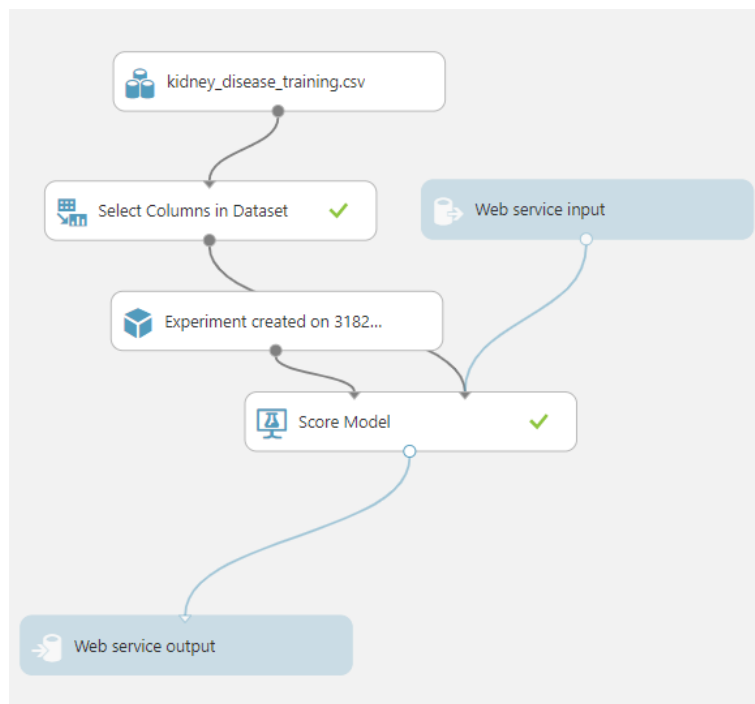 kidney_disease_training.csv
Select Columns in Dataset
Web service input
Experiment created on 3182...
Score Model
Web service output